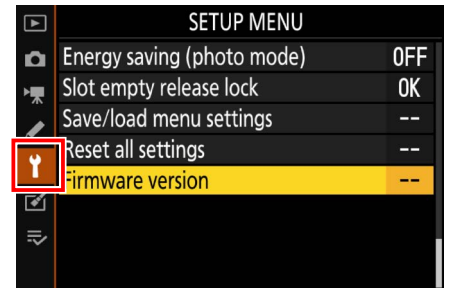 SETUP MENU
Energy saving (photo mode) OFF
Slot empty release lock OK
Save/load menu settings --
Reset all settings --
Firmware version --